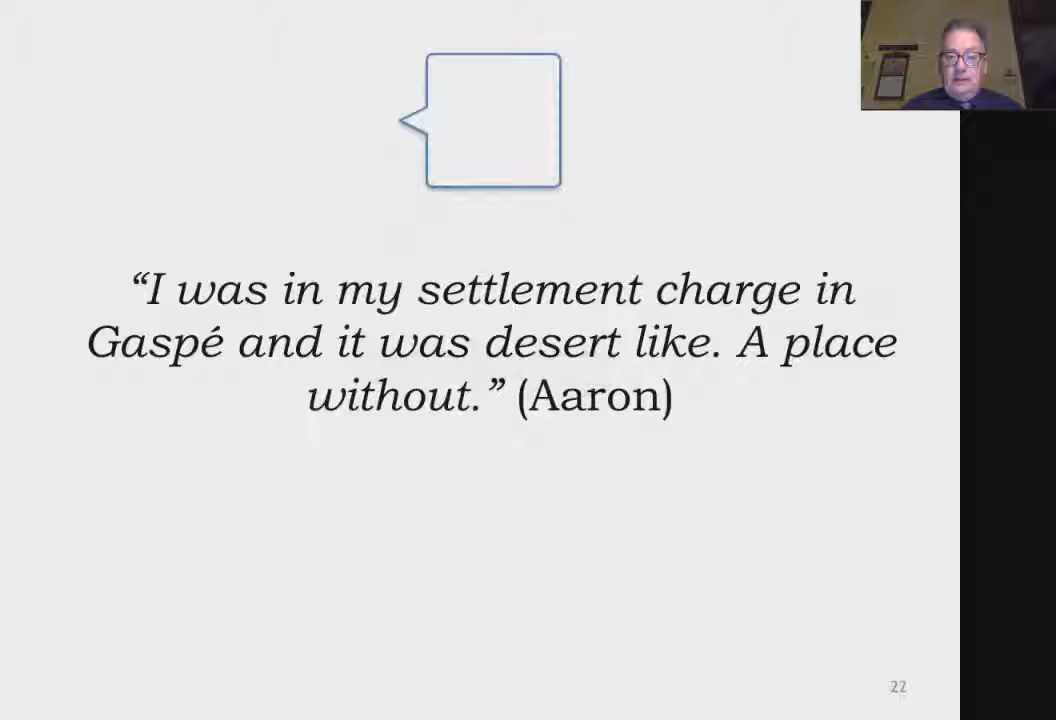 “I was in my settlement charge in
Gaspé and it was desert like. A place
without.” (Aaron)
22